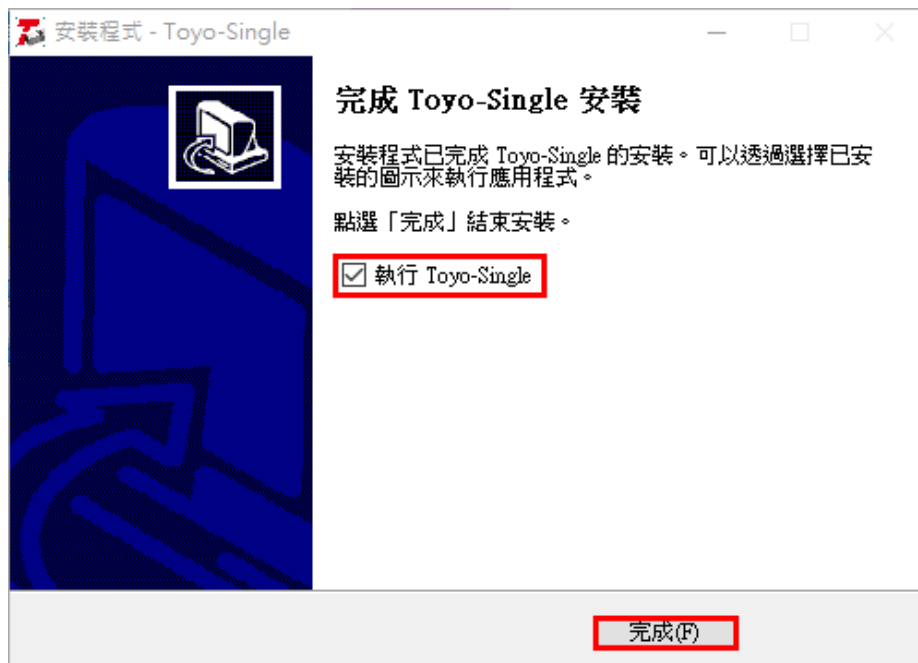 安裝程式 - Toyo-Single
完成 Toyo-Single 安裝
安裝程式已完成 Toyo-Single 的安裝。可以透過選擇已安
裝的圖示來執行應用程式。
點選「完成」結束安裝。
執行 Toyo-Single
完成(F)